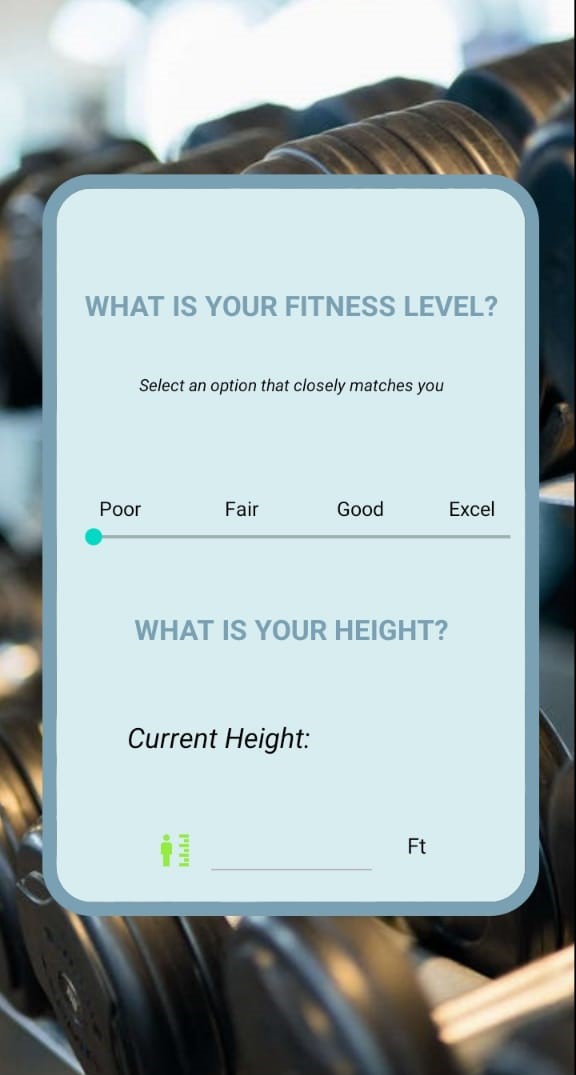 WHAT IS YOUR FITNESS LEVEL?
Select an option that closely matches you
Poor Fair Good Excel
WHAT IS YOUR HEIGHT?
Current Height:
Ft